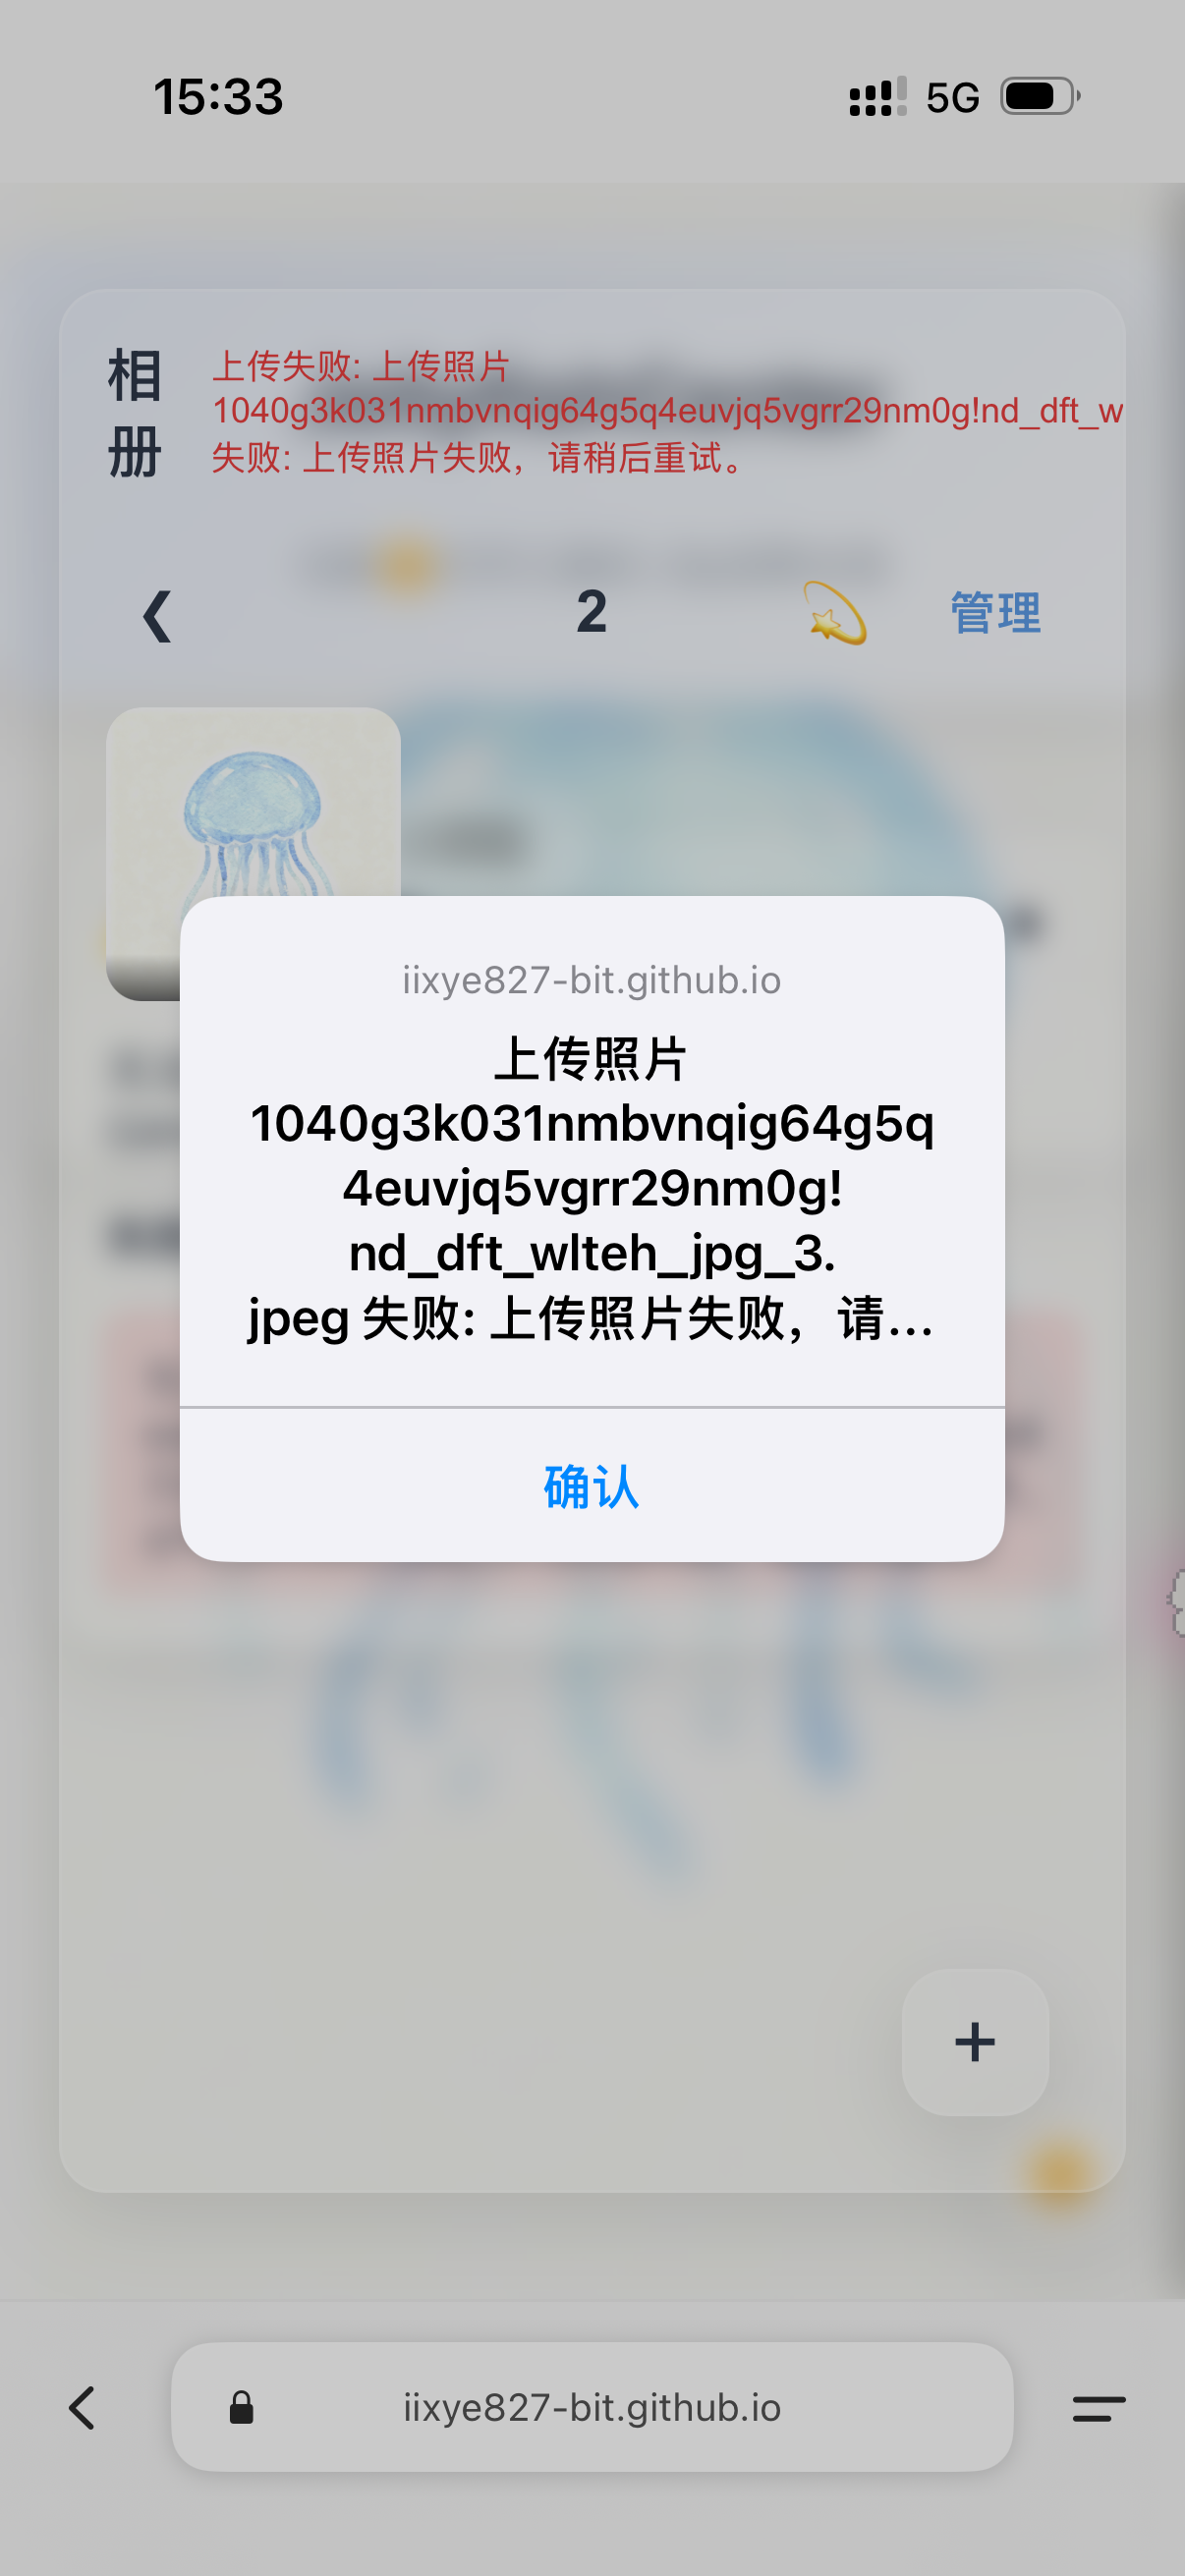 15:33
5G
相册
上传失败: 上传照片
1040g3k031nmbvnqig64g5q4euvjq5vgrr29nm0g!nd_dft_w
失败: 上传照片失败，请稍后重试。
❮
2
管理
iixye827-bit.github.io
上传照片
1040g3k031nmbvnqig64g5q
4euvjq5vgrr29nm0g!
nd_dft_wlteh_jpg_3.
jpeg 失败: 上传照片失败，请...
确认
+
iixye827-bit.github.io